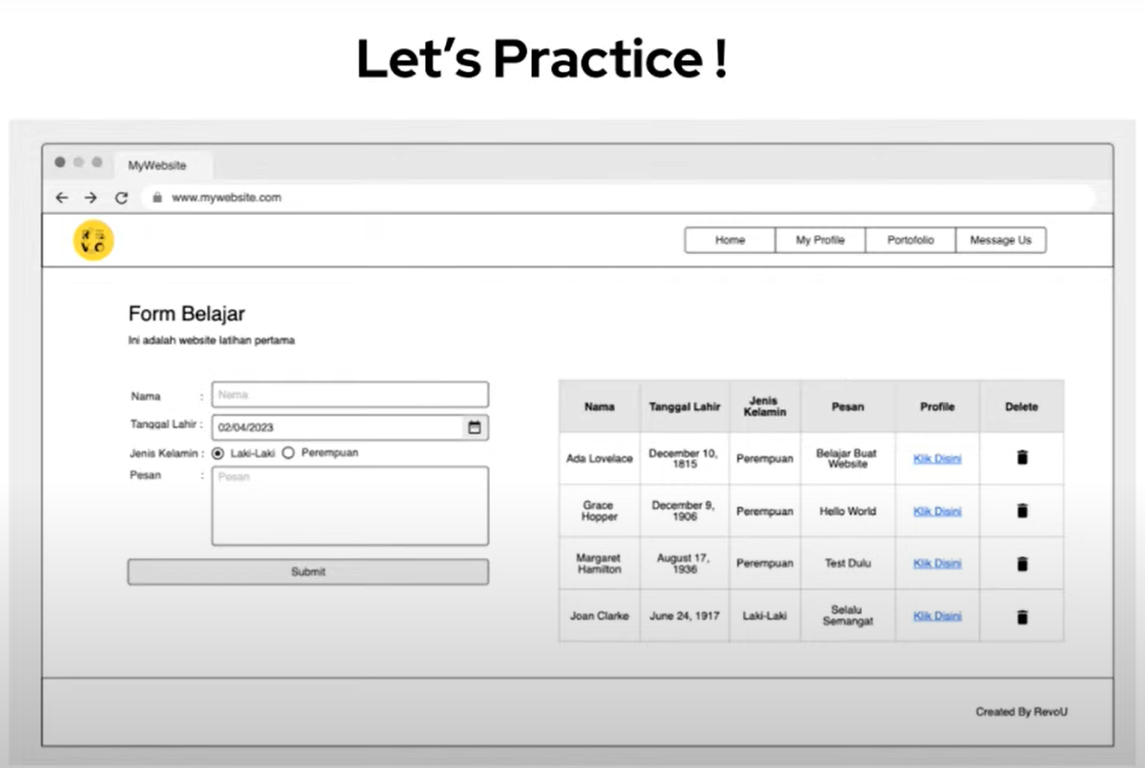 Let's Practice !
MyWebsite
www.mywebsite.com
Home My Profile Portofolio Message Us
Form Belajar
Ini adalah website latihan pertama
Nama : Nama
Tanggal Lahir : 02/04/2023
Jenis Kelamin : Laki-Laki Perempuan
Pesan : Pesan
Submit
Nama Tanggal Lahir Jenis Kelamin Pesan Profile Delete
Ada Lovelace December 10, 1815 Perempuan Belajar Buat Website Klik Disini
Grace Hopper December 9, 1906 Perempuan Hello World Klik Disini
Margaret Hamilton August 17, 1936 Perempuan Test Dulu Klik Disini
Joan Clarke June 24, 1917 Laki-Laki Selalu Semangat Klik Disini
Created By RevoU